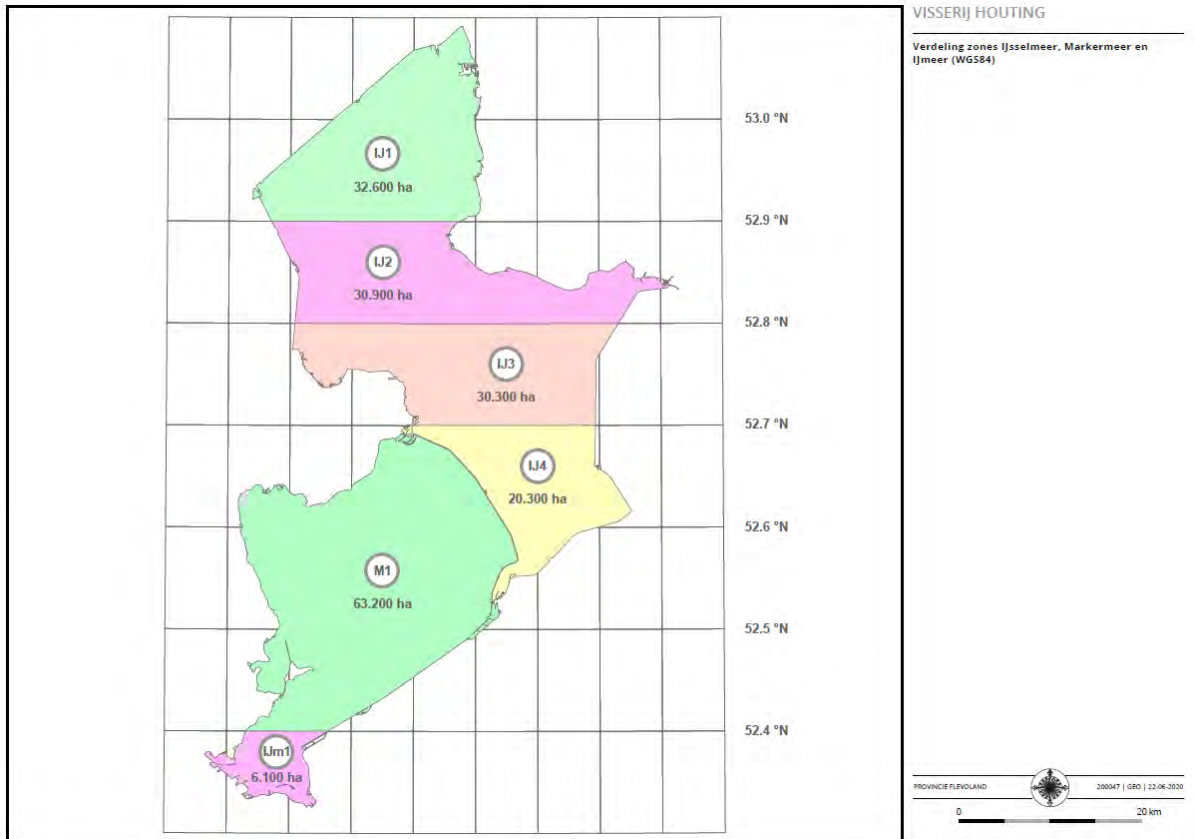 VISSERIJ HOUTING
Verdeling zones IJsselmeer, Markermeer en
IJmeer (WGS84)
53.0 °N
IJ1
32.600 ha
52.9 °N
IJ2
30.900 ha
52.8 °N
IJ3
30.300 ha
52.7 °N
IJ4
20.300 ha
52.6 °N
M1
63.200 ha
52.5 °N
52.4 °N
IJm1
6.100 ha
PROVINCIE FLEVOLAND
200047 | GEO | 22-06-2020
0 20 km